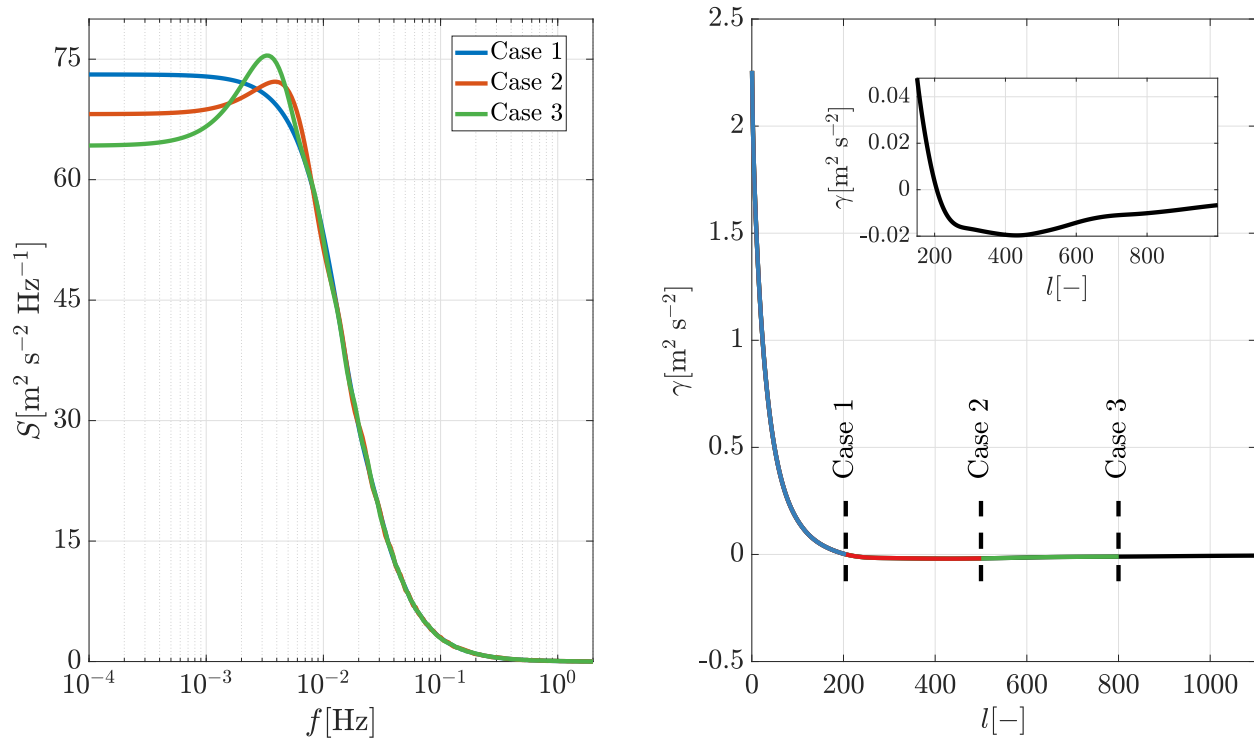 75
60
45
30
15
0
S[m² s⁻² Hz⁻¹]
10⁻⁴
10⁻³
10⁻²
10⁻¹
10⁰
f[Hz]
Case 1
Case 2
Case 3
2.5
2
1.5
1
0.5
0
-0.5
γ[m² s⁻²]
0
200
400
600
800
1000
l[−]
Case 1
Case 2
Case 3
0.04
0.02
0
-0.02
γ[m² s⁻²]
200
400
600
800
l[−]